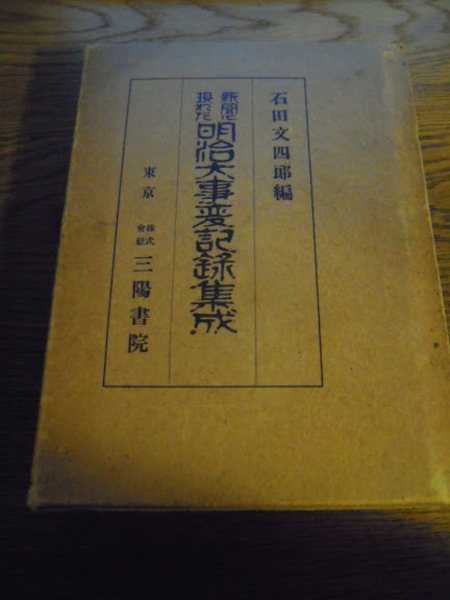 石田文四郎編
新聞に現れた
明治大事変記録集成
東京
株式會社
三陽書院